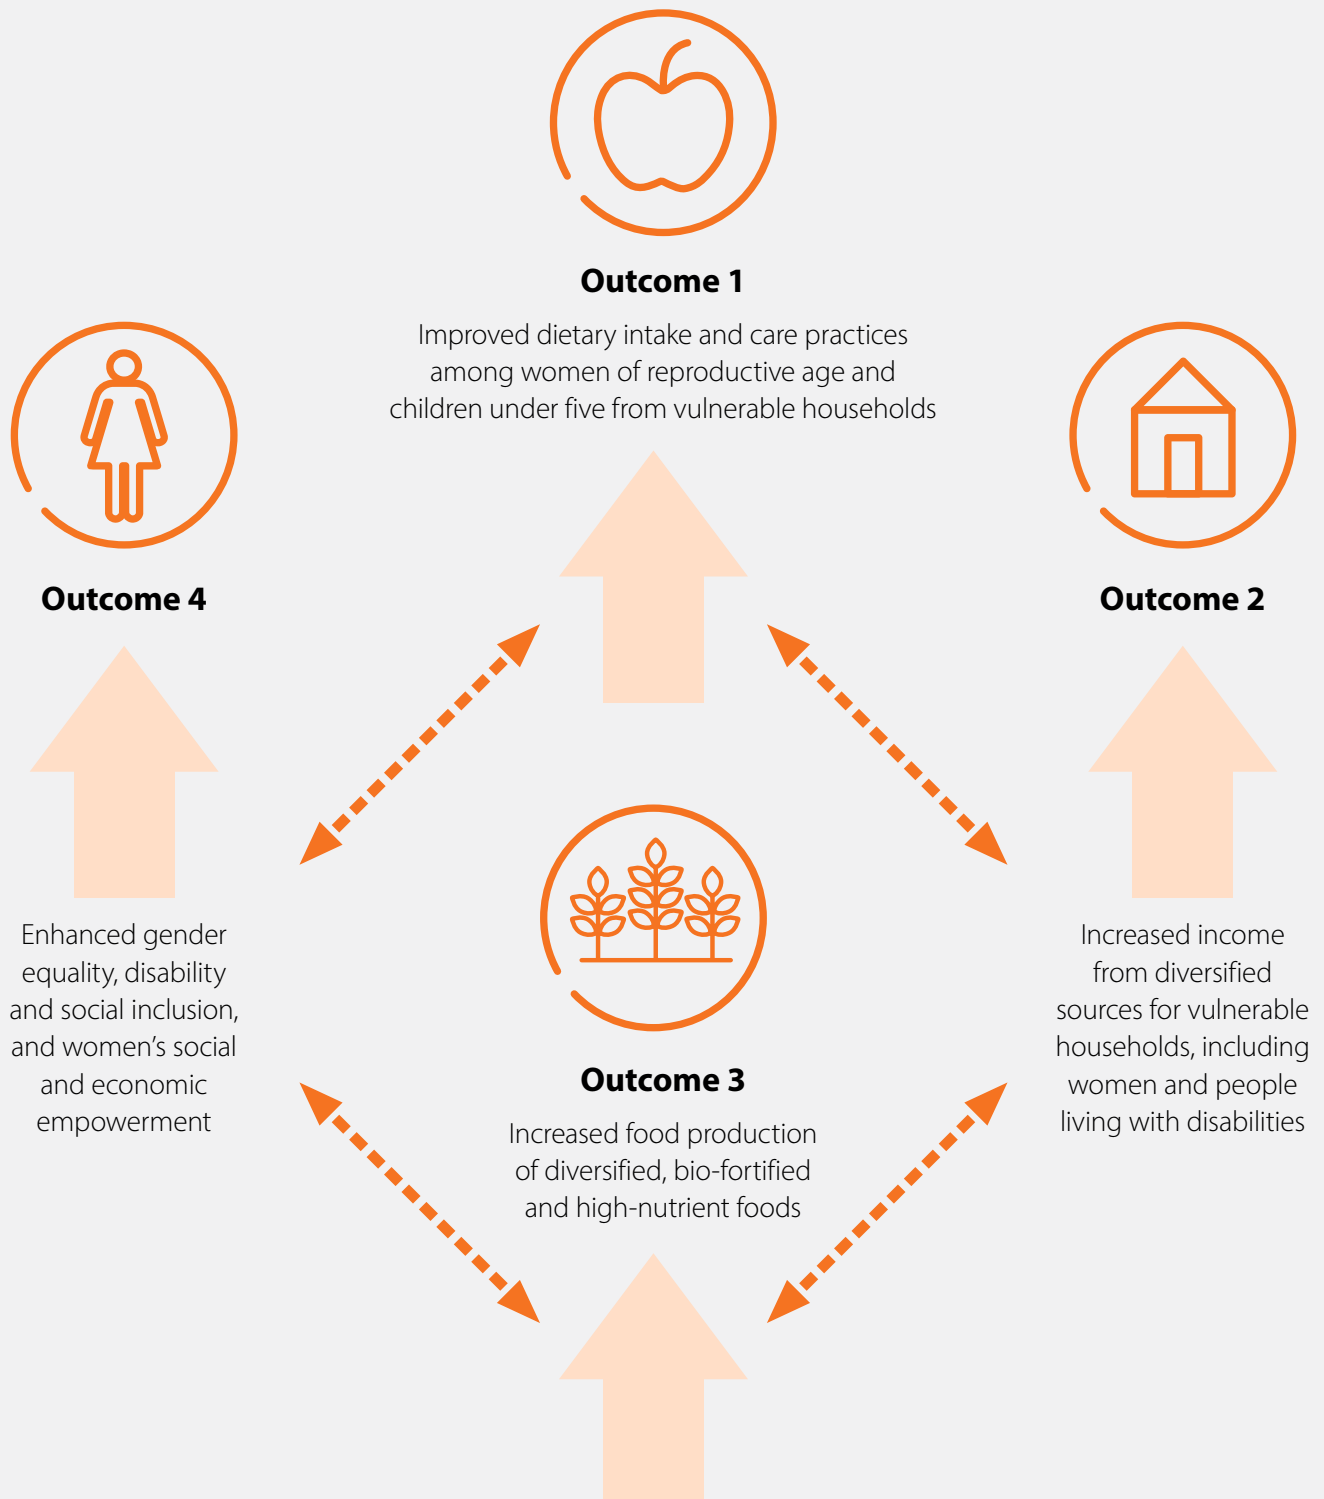 Outcome 1
Improved dietary intake and care practices
among women of reproductive age and
children under five from vulnerable households
Outcome 4
Enhanced gender
equality, disability
and social inclusion,
and women’s social
and economic
empowerment
Outcome 2
Increased income
from diversified
sources for vulnerable
households, including
women and people
living with disabilities
Outcome 3
Increased food production
of diversified, bio-fortified
and high-nutrient foods